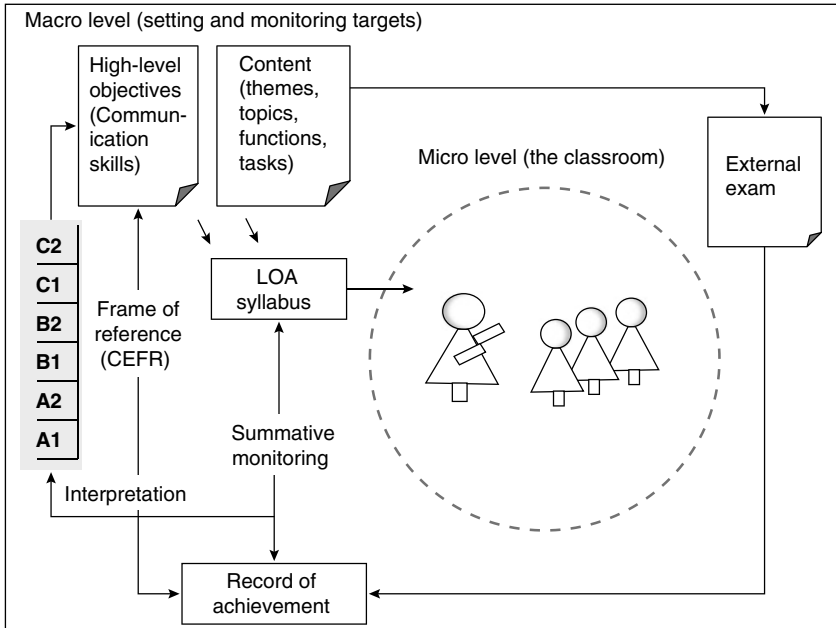 Macro level (setting and monitoring targets)
High-level
objectives
(Commun-
ication
skills)
Content
(themes,
topics,
functions,
tasks)
Micro level (the classroom)
External
exam
C2
C1
B2
B1
A2
A1
LOA
syllabus
Frame of
reference
(CEFR)
Summative
monitoring
Interpretation
Record of
achievement